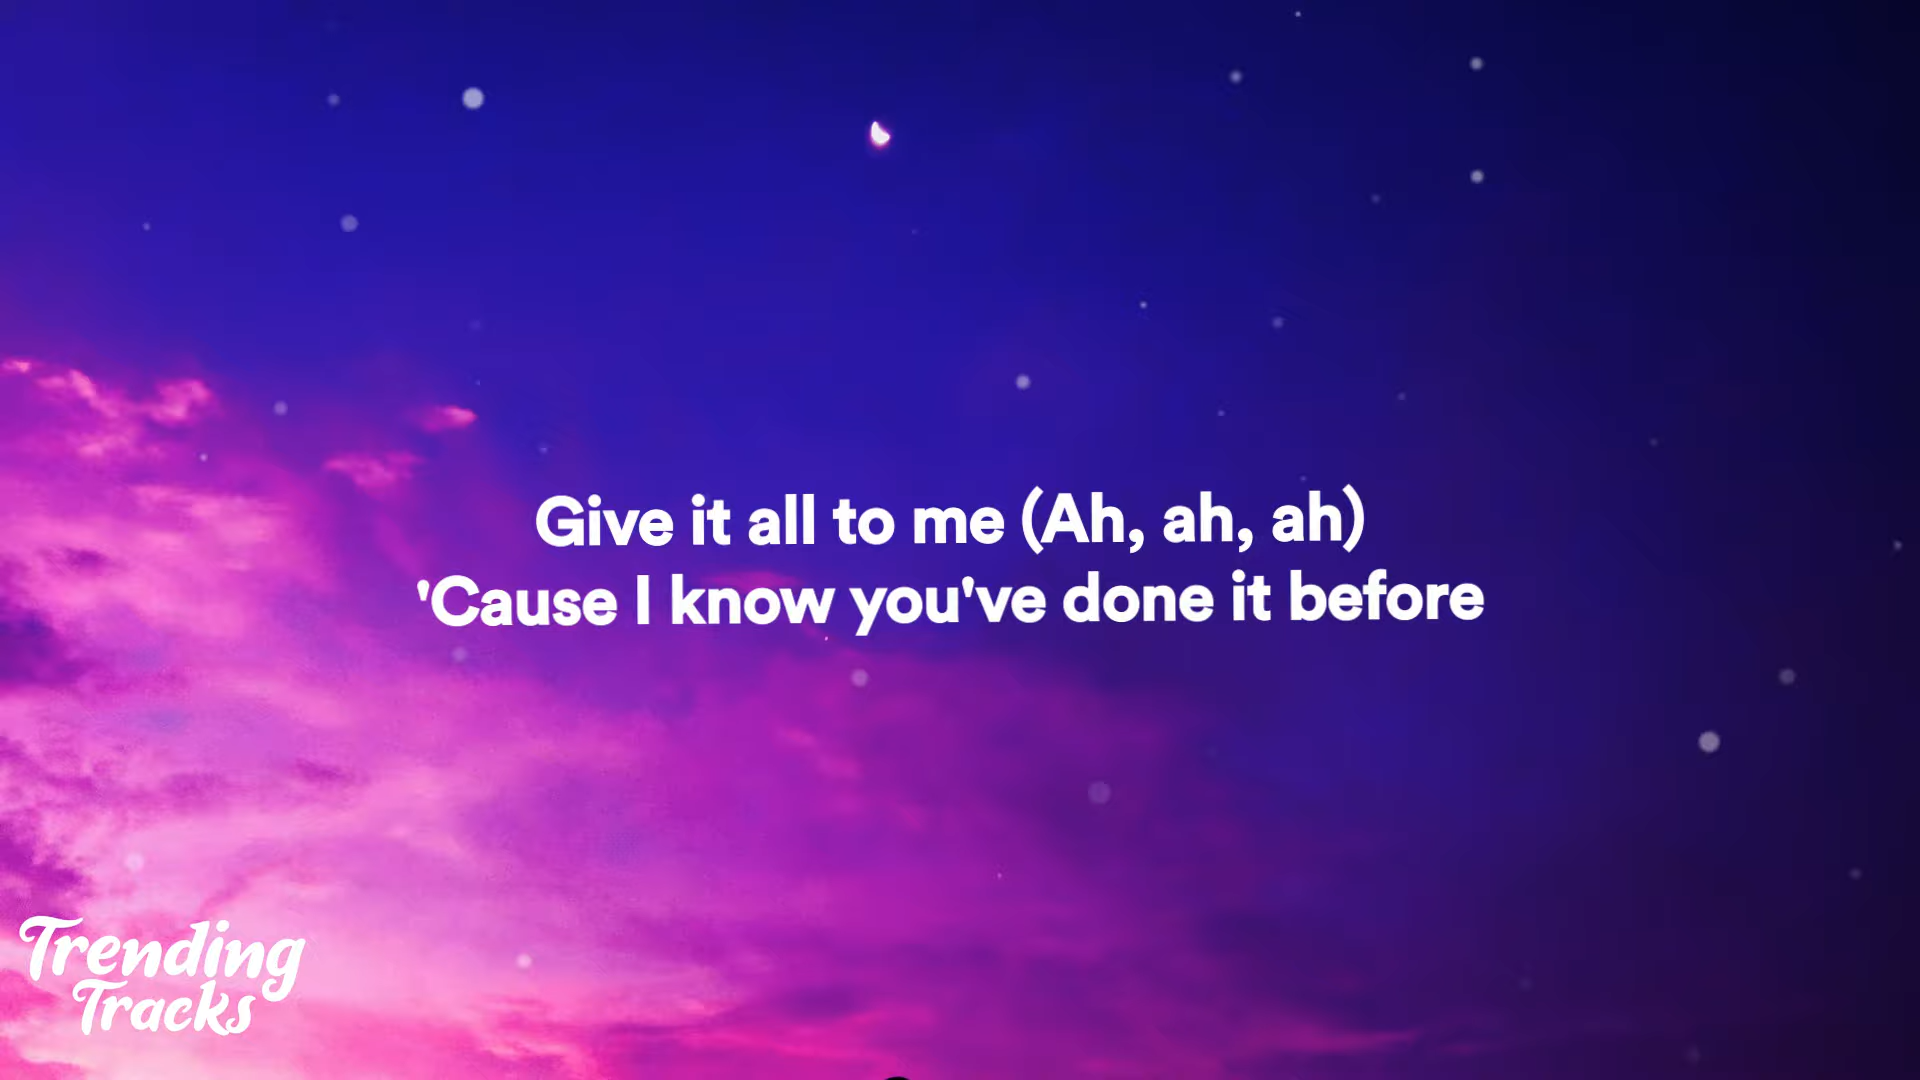 Give it all to me (Ah, ah, ah)
'Cause I know you've done it before
Trending
Tracks